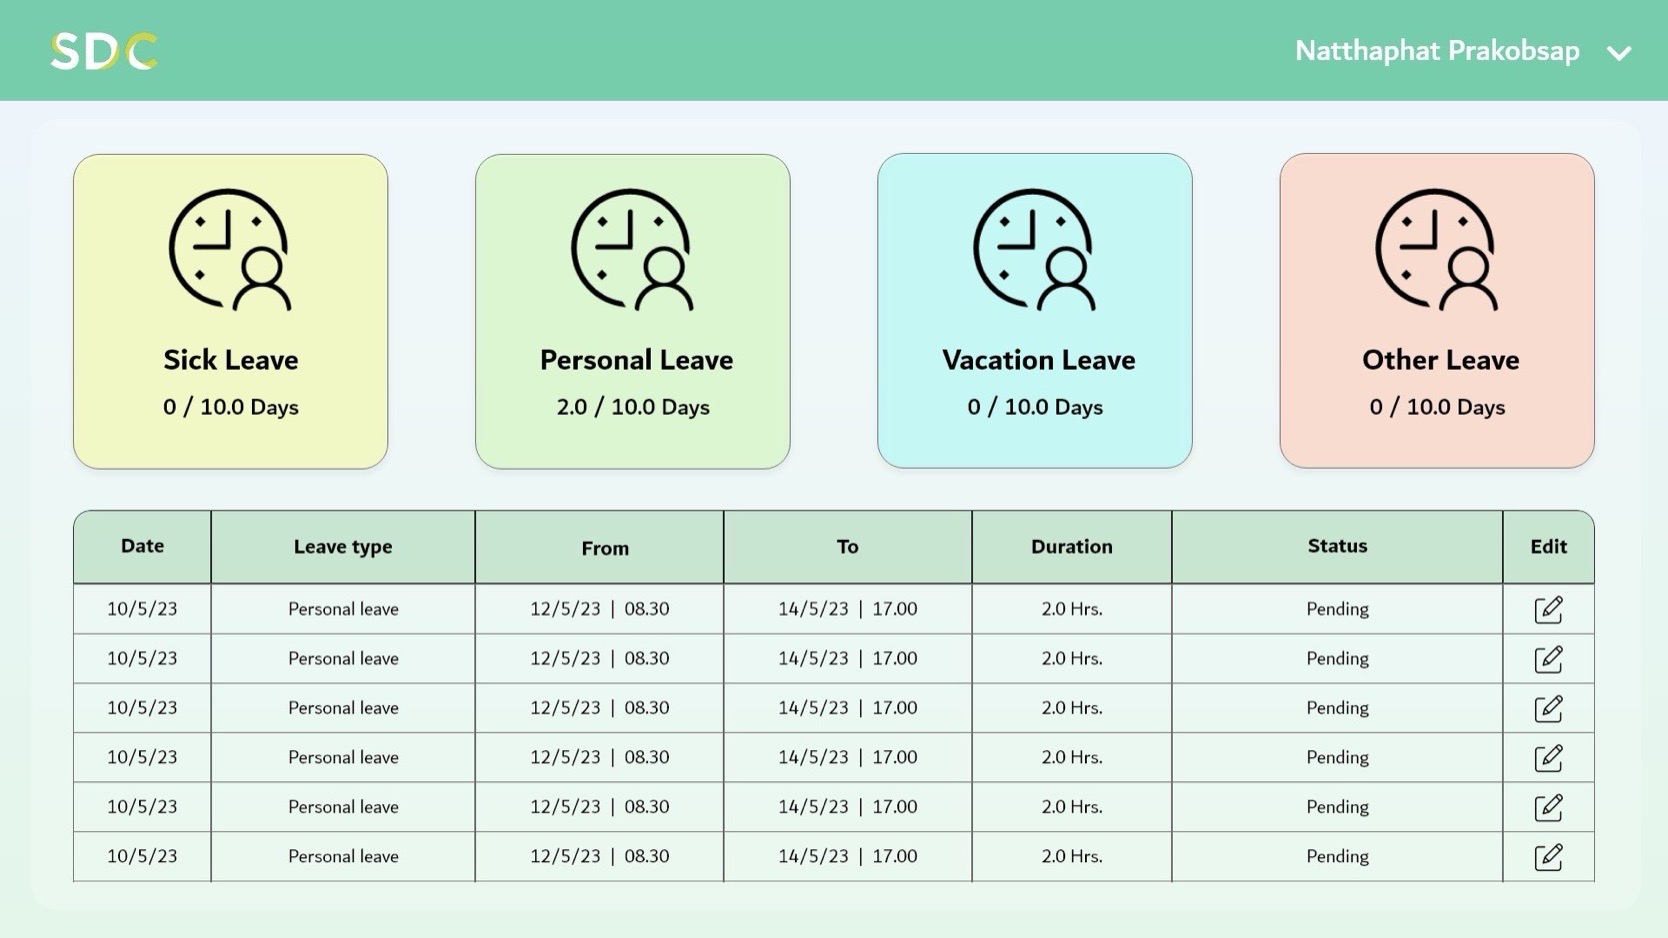 SDC
Natthaphat Prakobsap
Sick Leave
0 / 10.0 Days
Personal Leave
2.0 / 10.0 Days
Vacation Leave
0 / 10.0 Days
Other Leave
0 / 10.0 Days
Date Leave type From To Duration Status Edit
10/5/23 Personal leave 12/5/23 | 08.30 14/5/23 | 17.00 2.0 Hrs. Pending
10/5/23 Personal leave 12/5/23 | 08.30 14/5/23 | 17.00 2.0 Hrs. Pending
10/5/23 Personal leave 12/5/23 | 08.30 14/5/23 | 17.00 2.0 Hrs. Pending
10/5/23 Personal leave 12/5/23 | 08.30 14/5/23 | 17.00 2.0 Hrs. Pending
10/5/23 Personal leave 12/5/23 | 08.30 14/5/23 | 17.00 2.0 Hrs. Pending
10/5/23 Personal leave 12/5/23 | 08.30 14/5/23 | 17.00 2.0 Hrs. Pending